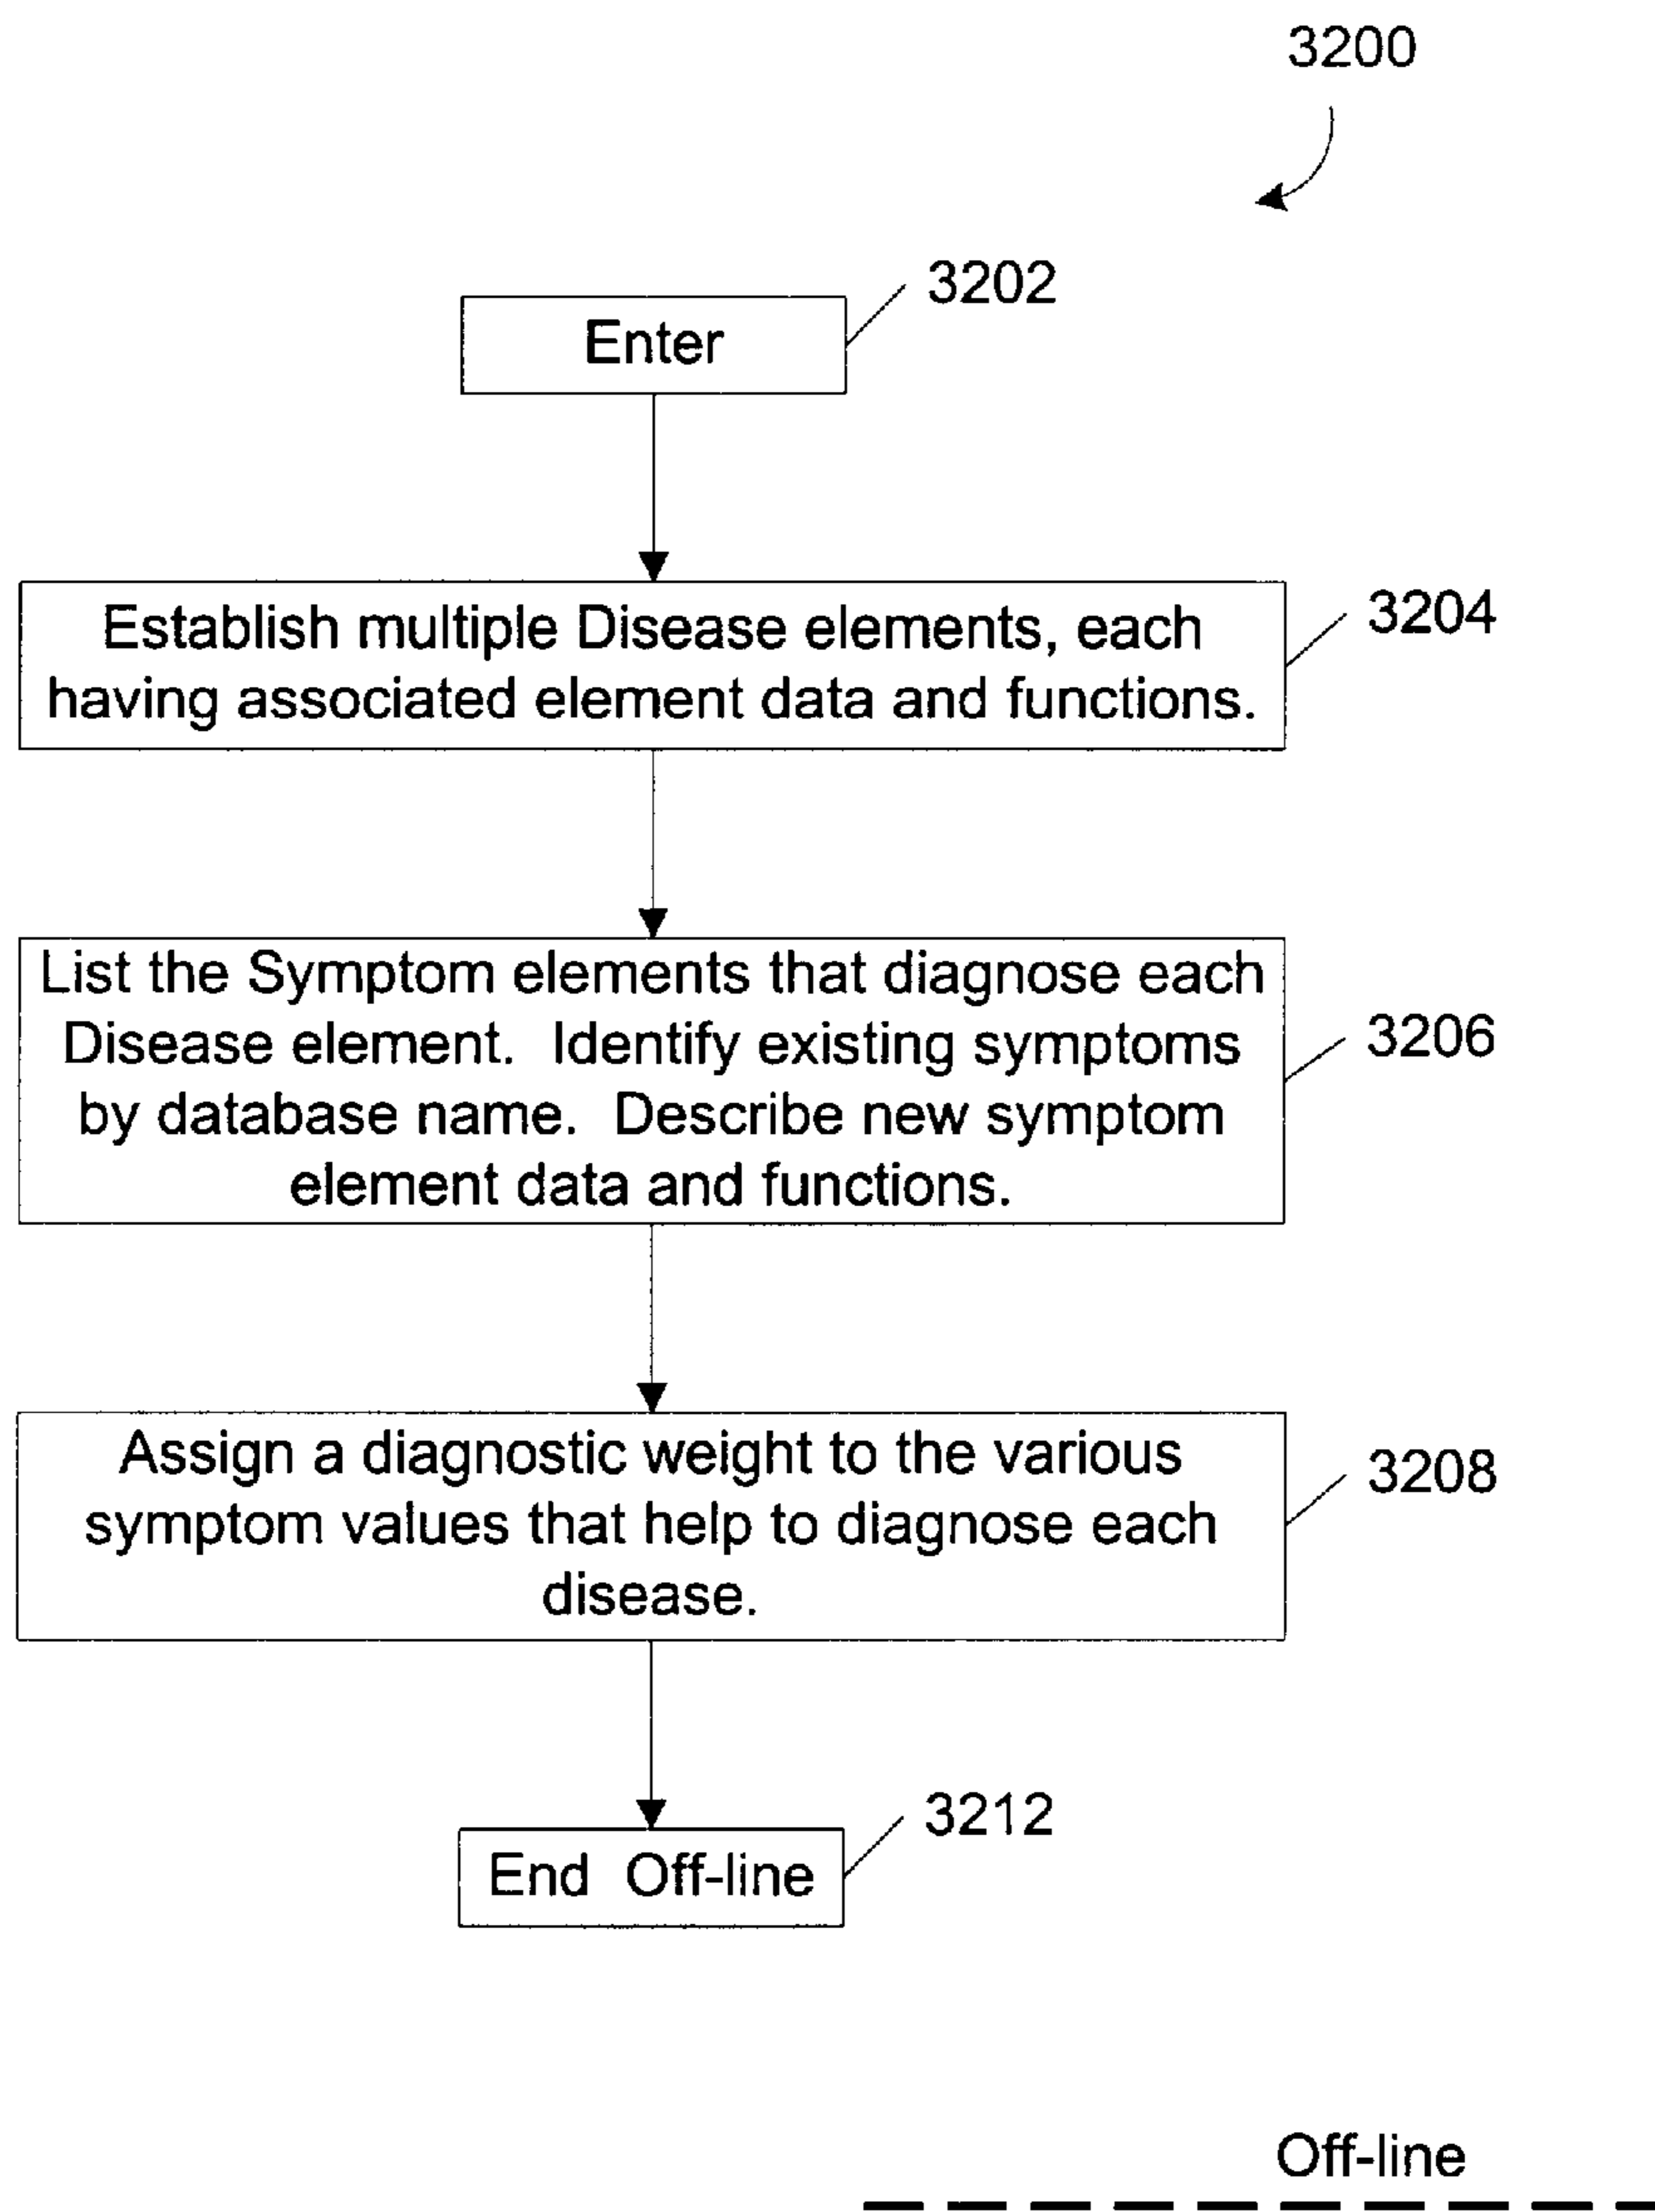 3200
3202
Enter
3204
Establish multiple Disease elements, each
having associated element data and functions.
List the Symptom elements that diagnose each
Disease element.  Identify existing symptoms
3206
by database name.  Describe new symptom
element data and functions.
Assign a diagnostic weight to the various
3208
symptom values that help to diagnose each
disease.
3212
End  Off-line
Off-line